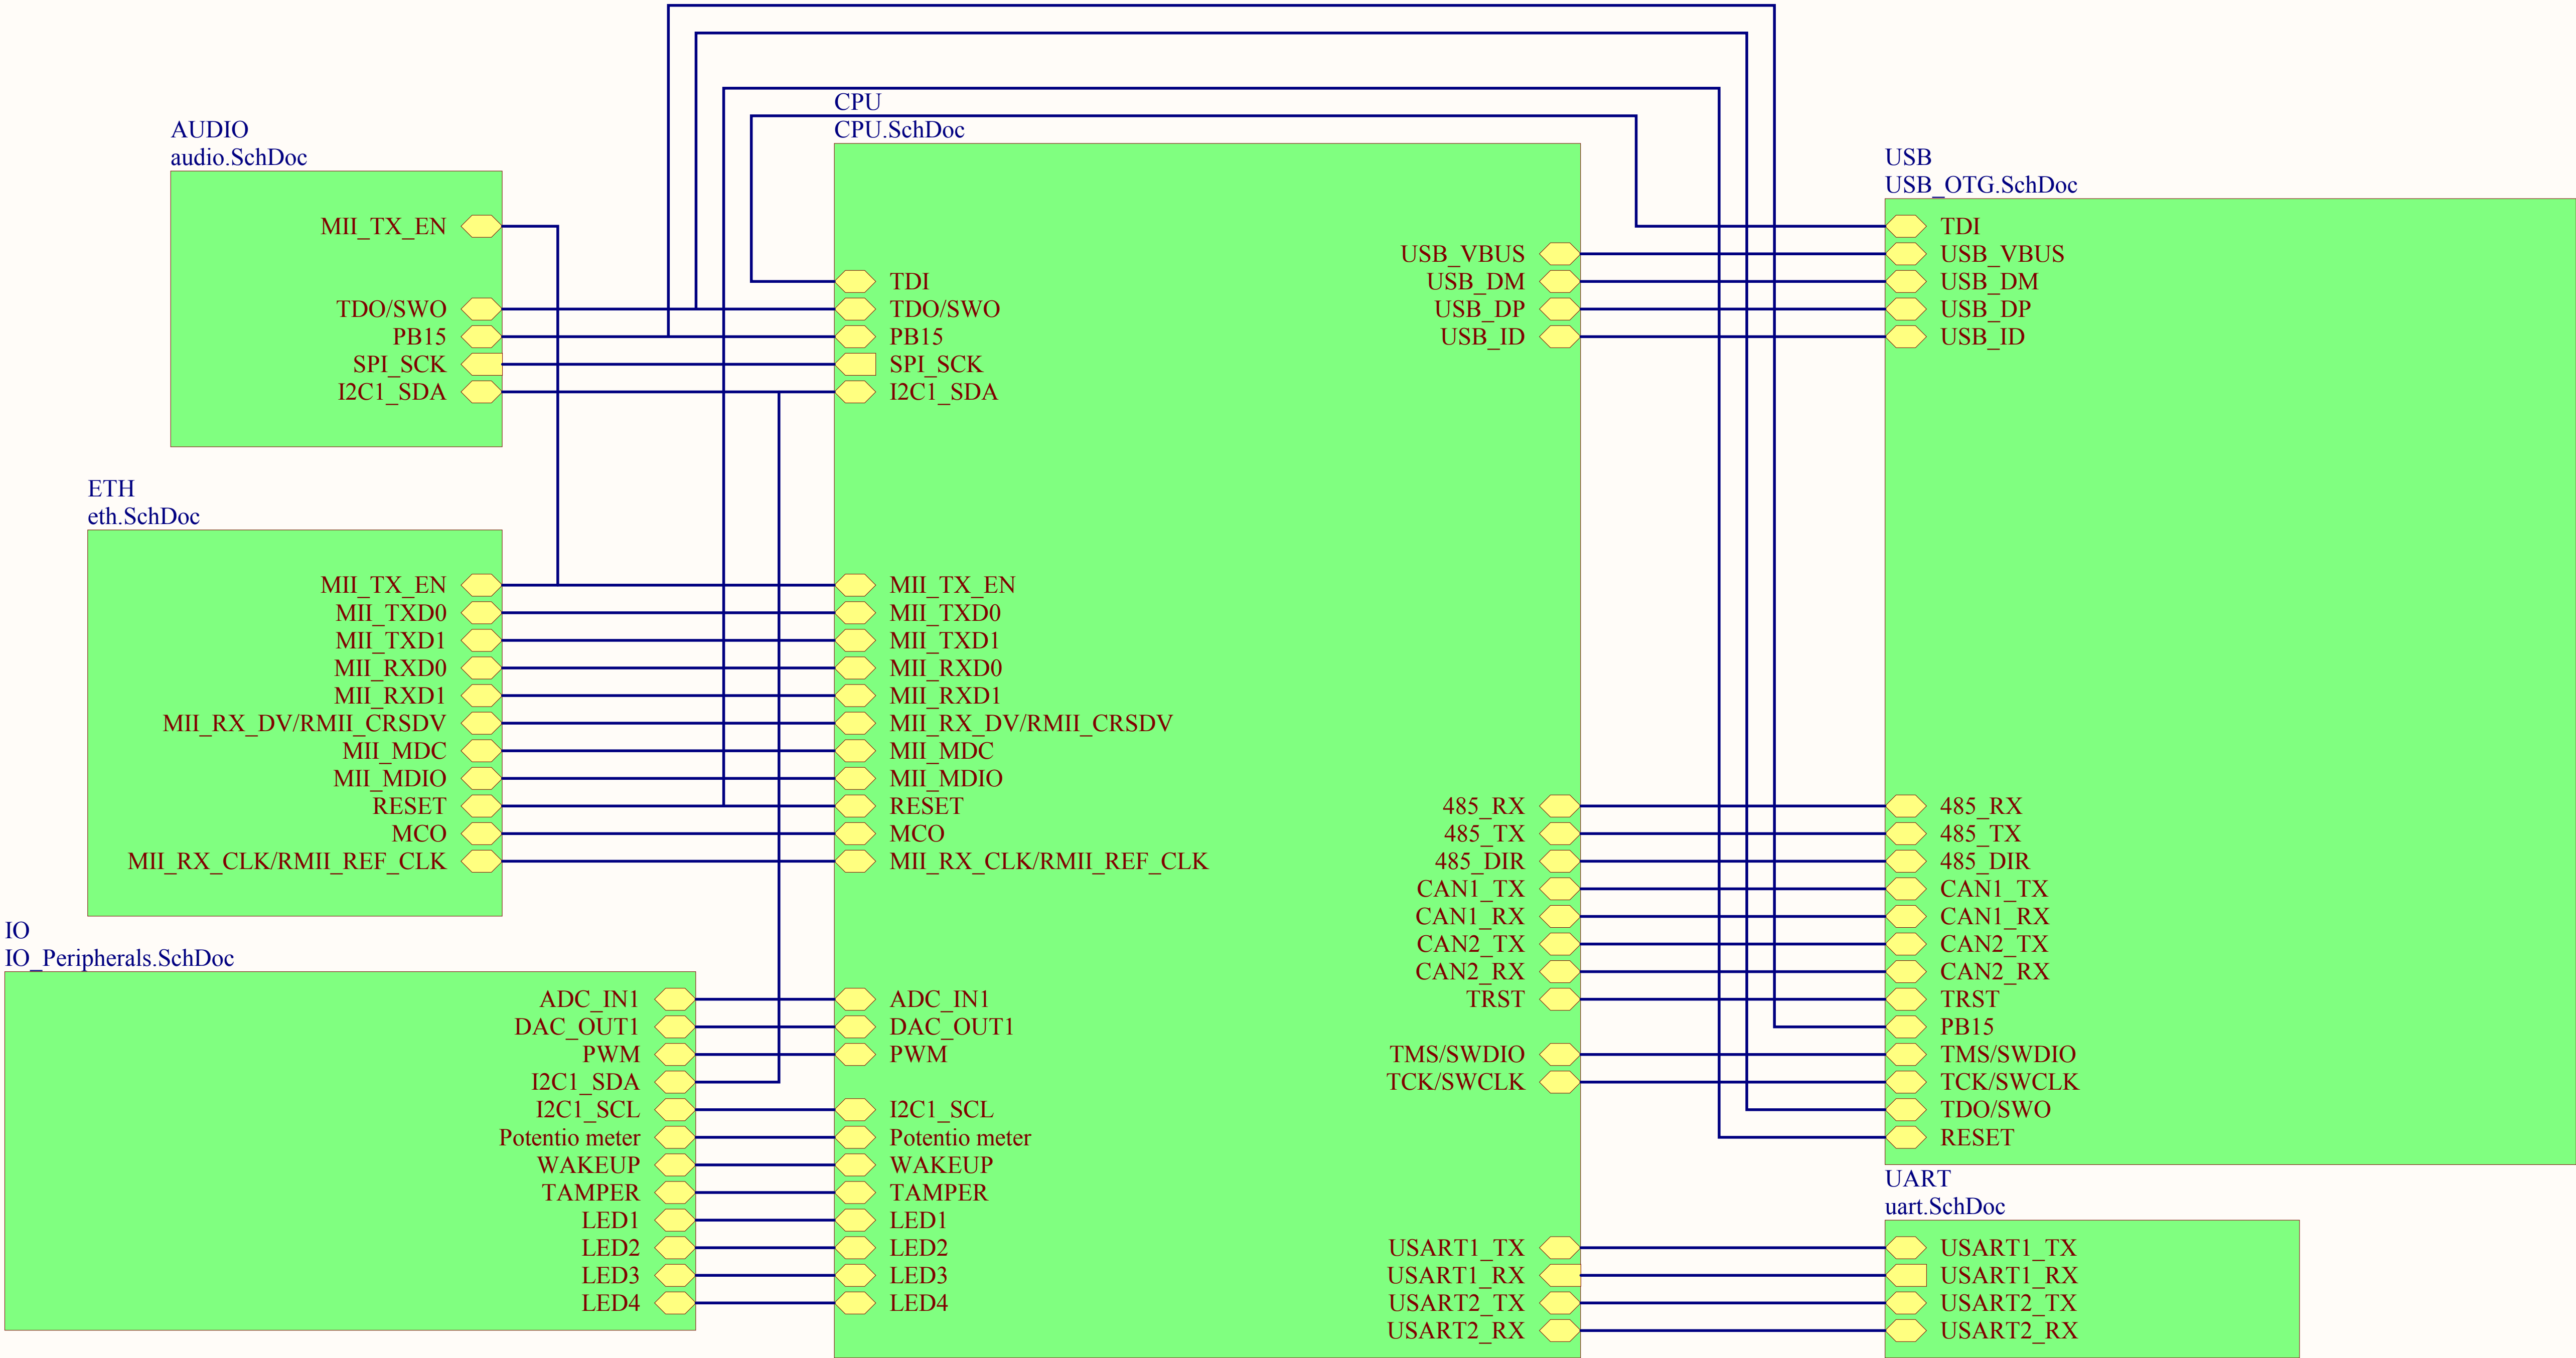 AUDIO
audio.SchDoc
MII_TX_EN
TDO/SWO
PB15
SPI_SCK
I2C1_SDA
ETH
eth.SchDoc
MII_TX_EN
MII_TXD0
MII_TXD1
MII_RXD0
MII_RXD1
MII_RX_DV/RMII_CRSDV
MII_MDC
MII_MDIO
RESET
MCO
MII_RX_CLK/RMII_REF_CLK
IO
IO_Peripherals.SchDoc
ADC_IN1
DAC_OUT1
PWM
I2C1_SDA
I2C1_SCL
Potentio meter
WAKEUP
TAMPER
LED1
LED2
LED3
LED4
CPU
CPU.SchDoc
TDI
TDO/SWO
PB15
SPI_SCK
I2C1_SDA
MII_TX_EN
MII_TXD0
MII_TXD1
MII_RXD0
MII_RXD1
MII_RX_DV/RMII_CRSDV
MII_MDC
MII_MDIO
RESET
MCO
MII_RX_CLK/RMII_REF_CLK
ADC_IN1
DAC_OUT1
PWM
I2C1_SCL
Potentio meter
WAKEUP
TAMPER
LED1
LED2
LED3
LED4
USB_VBUS
USB_DM
USB_DP
USB_ID
485_RX
485_TX
485_DIR
CAN1_TX
CAN1_RX
CAN2_TX
CAN2_RX
TRST
TMS/SWDIO
TCK/SWCLK
USART1_TX
USART1_RX
USART2_TX
USART2_RX
USB
USB_OTG.SchDoc
TDI
USB_VBUS
USB_DM
USB_DP
USB_ID
485_RX
485_TX
485_DIR
CAN1_TX
CAN1_RX
CAN2_TX
CAN2_RX
TRST
PB15
TMS/SWDIO
TCK/SWCLK
TDO/SWO
RESET
UART
uart.SchDoc
USART1_TX
USART1_RX
USART2_TX
USART2_RX